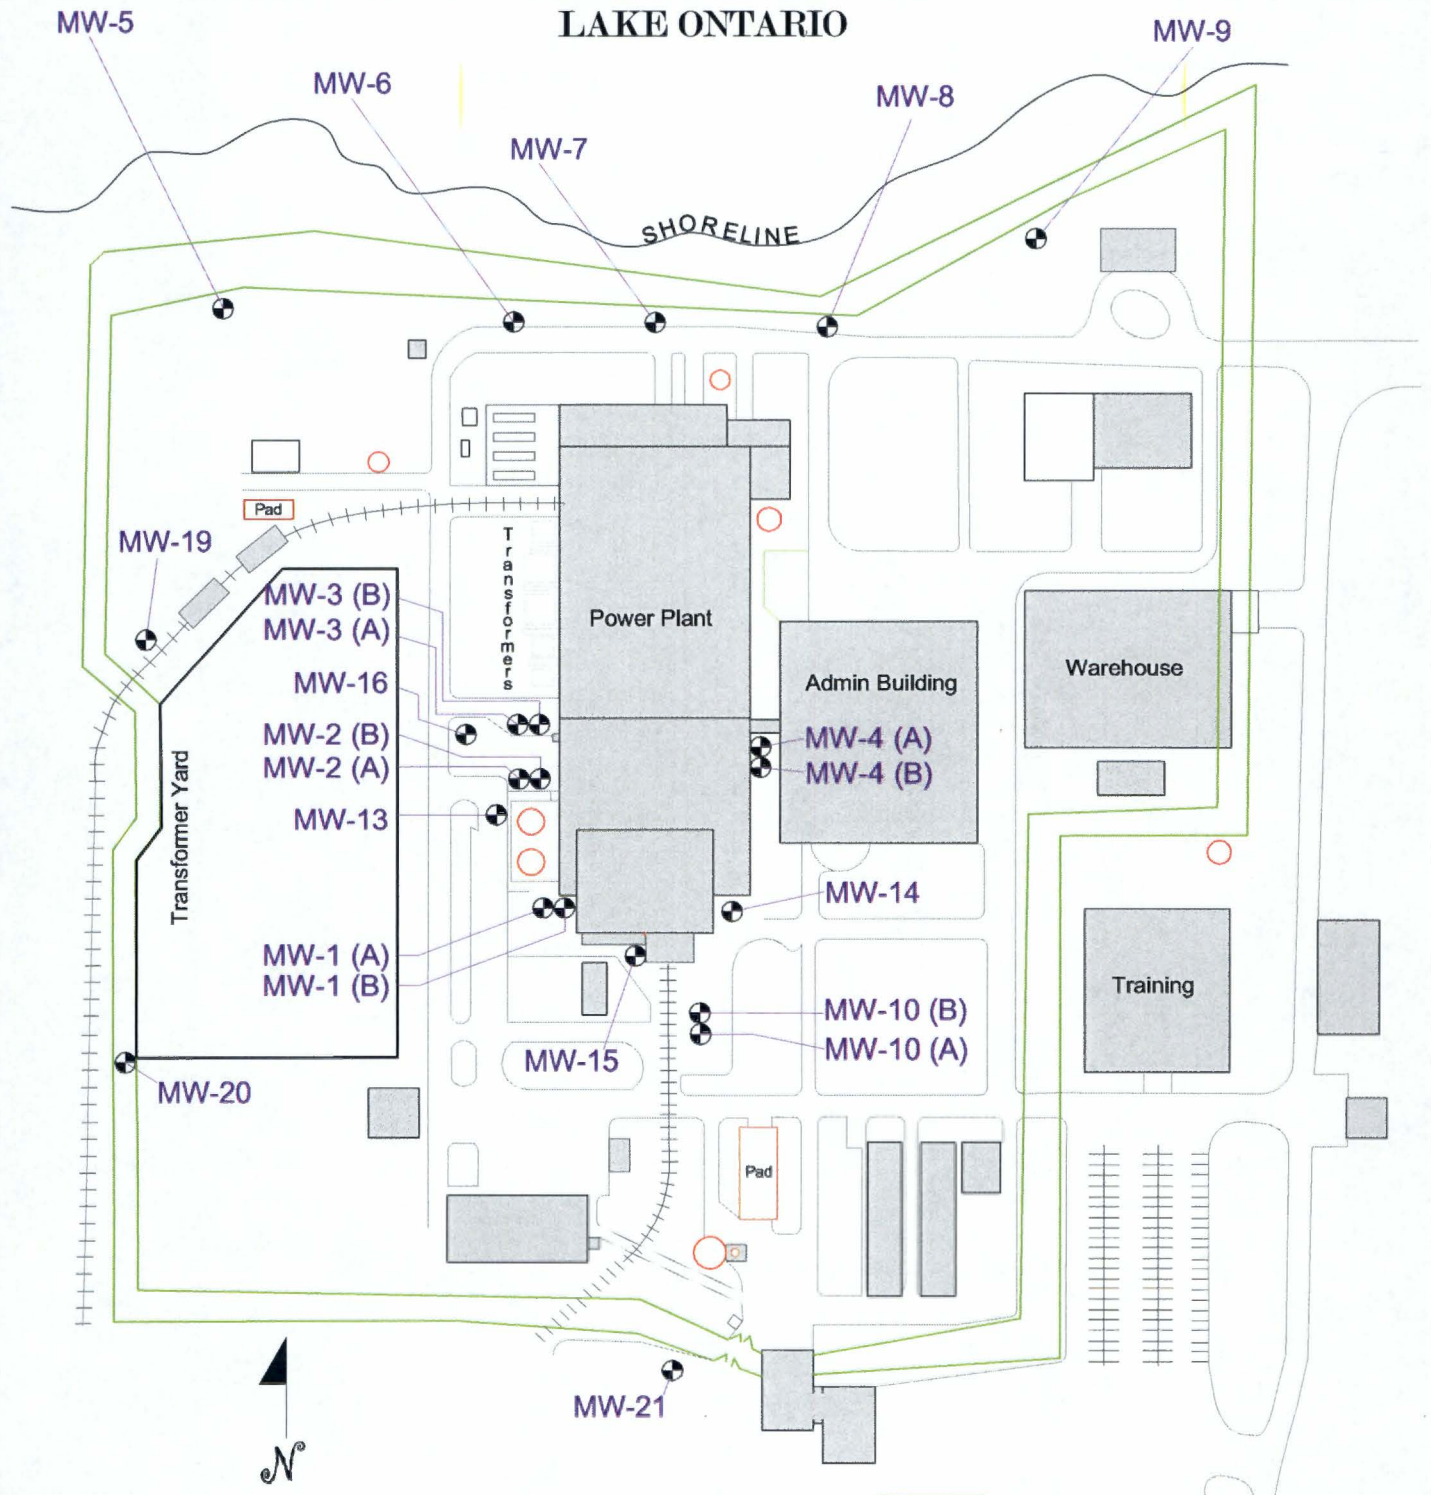 LAKE ONTARIO
MW-5
MW-9
MW-6
MW-8
MW-7
SHORELINE
Pad
MW-19
Transformers
MW-3 (B)
MW-3 (A)
Power Plant
MW-16
Admin Building
Warehouse
MW-2 (B)
MW-2 (A)
MW-4 (A)
MW-4 (B)
MW-13
Transformer Yard
MW-14
MW-1 (A)
MW-1 (B)
Training
MW-10 (B)
MW-10 (A)
MW-15
MW-20
Pad
MW-21
N